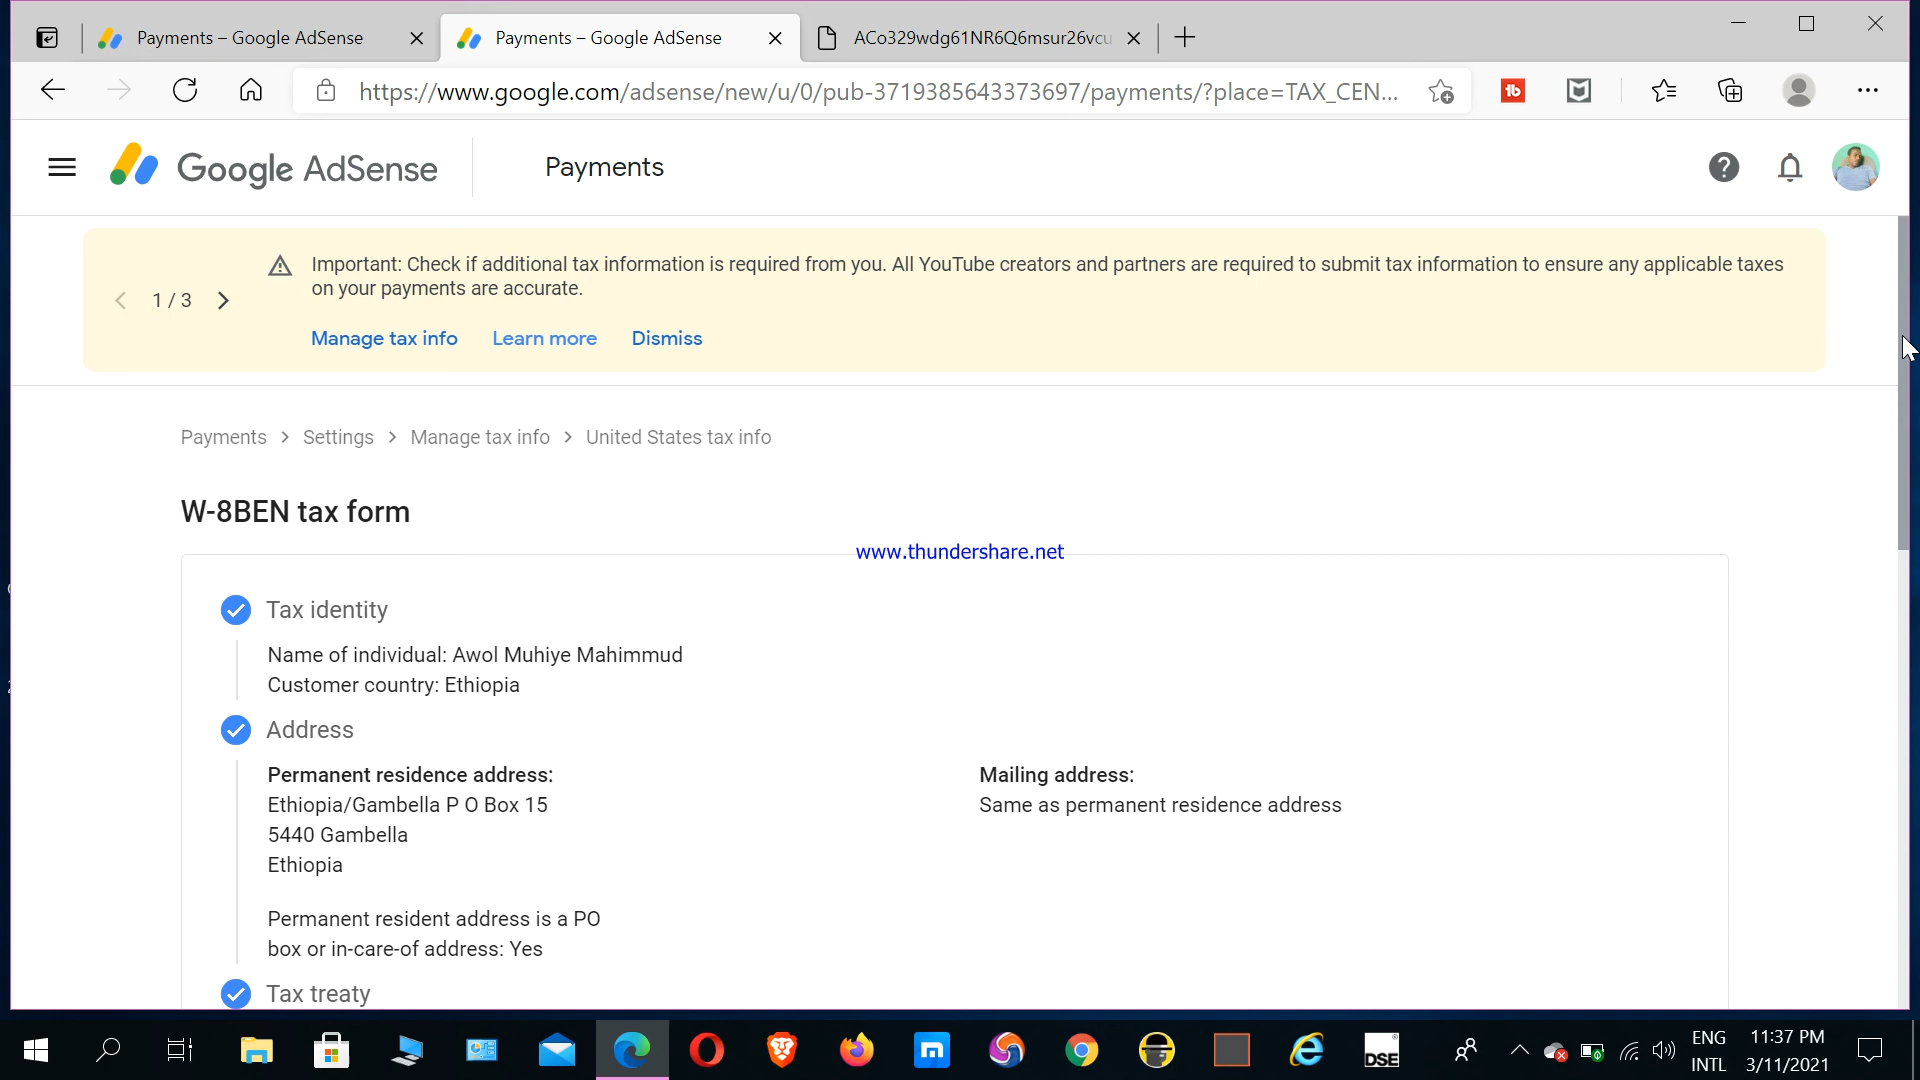 Payments – Google AdSense
Payments – Google AdSense
ACo329wdg61NR6Q6msur26vcu
https://www.google.com/adsense/new/u/0/pub-3719385643373697/payments/?place=TAX_CEN...
Google AdSense
Payments
1 / 3
Important: Check if additional tax information is required from you. All YouTube creators and partners are required to submit tax information to ensure any applicable taxes
on your payments are accurate.
Manage tax info
Learn more
Dismiss
Payments > Settings > Manage tax info > United States tax info
W-8BEN tax form
www.thundershare.net
Tax identity
Name of individual: Awol Muhiye Mahimmud
Customer country: Ethiopia
Address
Permanent residence address:
Ethiopia/Gambella P O Box 15
5440 Gambella
Ethiopia
Mailing address:
Same as permanent residence address
Permanent resident address is a PO
box or in-care-of address: Yes
Tax treaty
DSE
ENG
INTL
11:37 PM
3/11/2021